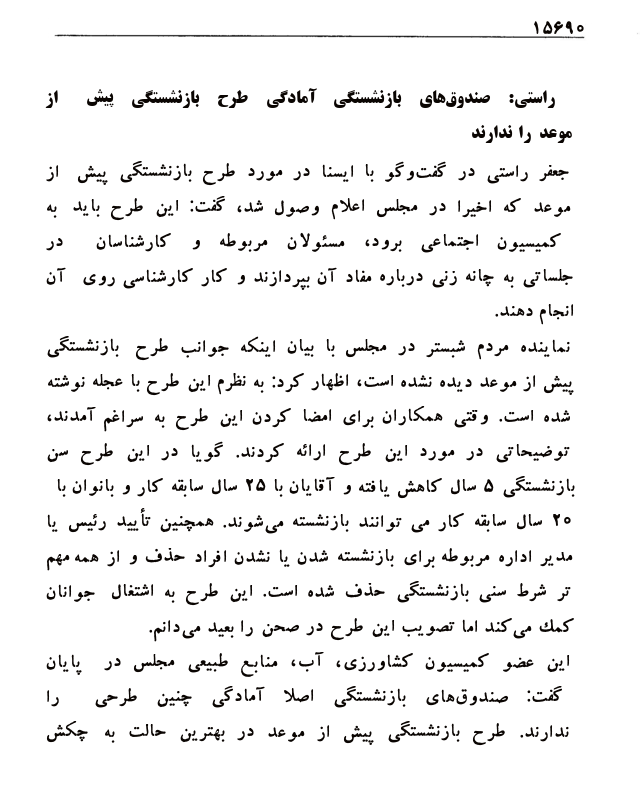 ۱۵۶۹۰
راستی: صندوق‌های بازنشستگی آمادگی طرح بازنشستگی پیش از
موعد را ندارند
جعفر راستی در گفت‌وگو با ایسنا در مورد طرح بازنشستگی پیش از
موعد که اخیرا در مجلس اعلام وصول شد، گفت: این طرح باید به
کمیسیون اجتماعی برود، مسئولان مربوطه و کارشناسان در
جلساتی به چانه زنی درباره مفاد آن بپردازند و کار کارشناسی روی آن
انجام دهند.
نماینده مردم شبستر در مجلس با بیان اینکه جوانب طرح بازنشستگی
پیش از موعد دیده نشده است، اظهار کرد: به نظرم این طرح با عجله نوشته
شده است. وقتی همکاران برای امضا کردن این طرح به سراغم آمدند،
توضیحاتی در مورد این طرح ارائه کردند. گویا در این طرح سن
بازنشستگی ۵ سال کاهش یافته و آقایان با ۲۵ سال سابقه کار و بانوان با
۲۰ سال سابقه کار می توانند بازنشسته می‌شوند. همچنین تأیید رئیس یا
مدیر اداره مربوطه برای بازنشسته شدن یا نشدن افراد حذف و از همه مهم
تر شرط سنی بازنشستگی حذف شده است. این طرح به اشتغال جوانان
کمك می‌کند اما تصویب این طرح در صحن را بعید می‌دانم.
این عضو کمیسیون کشاورزی، آب، منابع طبیعی مجلس در پایان
گفت: صندوق‌های بازنشستگی اصلا آمادگی چنین طرحی را
ندارند. طرح بازنشستگی پیش از موعد در بهترین حالت به چکش